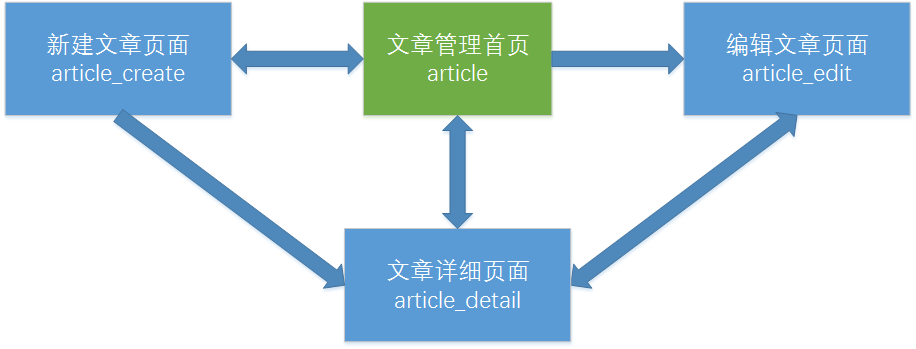 新建文章页面
article_create
文章管理首页
article
编辑文章页面
article_edit
文章详细页面
article_detail